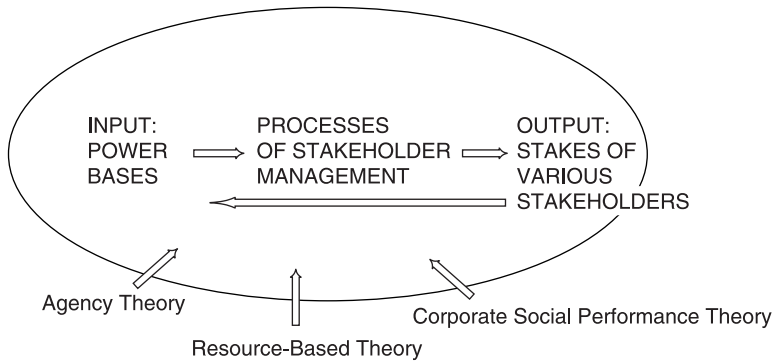 INPUT:
POWER
BASES
PROCESSES
OF STAKEHOLDER
MANAGEMENT
OUTPUT:
STAKES OF
VARIOUS
STAKEHOLDERS
Agency Theory
Resource-Based Theory
Corporate Social Performance Theory